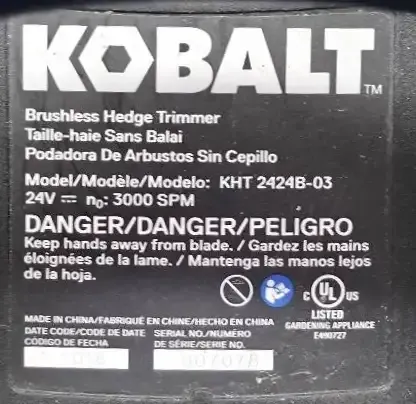 KOBALT™
Brushless Hedge Trimmer
Taille-haie Sans Balai
Podadora De Arbustos Sin Cepillo
Model/Modèle/Modelo: KHT 2424B-03
24V ⎓ n₀: 3000 SPM
DANGER/DANGER/PELIGRO
Keep hands away from blade. / Gardez les mains
éloignées de la lame. / Mantenga las manos lejos
de la hoja.
C UL US
LISTED
GARDENING APPLIANCE
E490727
MADE IN CHINA/FABRIQUÉ EN CHINE/HECHO EN CHINA
DATE CODE/CODE DE DATE SERIAL NO./NUMÉRO
CÓDIGO DE FECHA DE SÉRIE/SERIE NO.